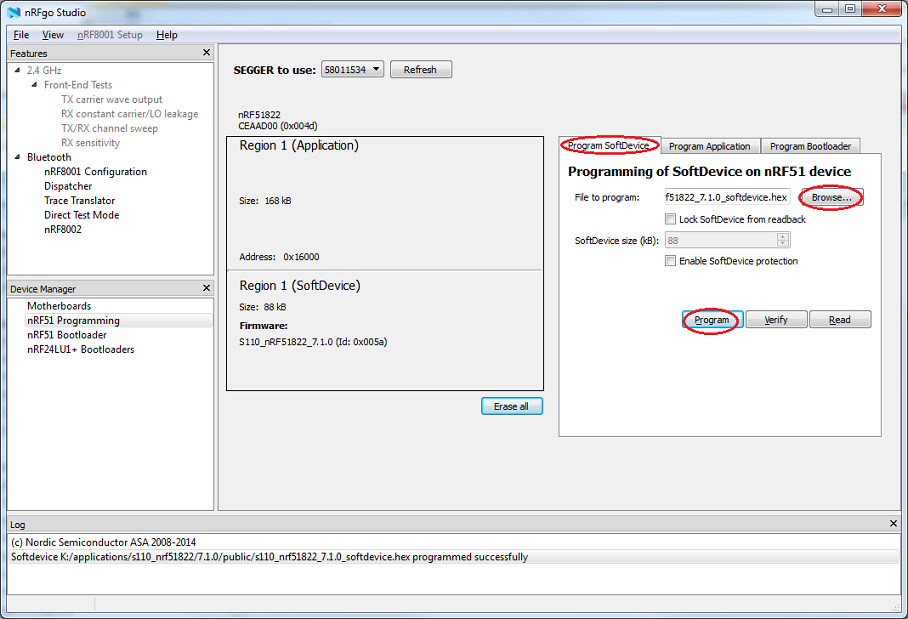 nRFgo Studio
File View nRF8001 Setup Help
Features
2.4 GHz
Front-End Tests
TX carrier wave output
RX constant carrier/LO leakage
TX/RX channel sweep
RX sensitivity
Bluetooth
nRF8001 Configuration
Dispatcher
Trace Translator
Direct Test Mode
nRF8002
Device Manager
Motherboards
nRF51 Programming
nRF51 Bootloader
nRF24LU1+ Bootloaders
SEGGER to use: 58011534 Refresh
nRF51822
CEAAD00 (0x004d)
Region 1 (Application)
Size: 168 kB
Address: 0x16000
Region 1 (SoftDevice)
Size: 88 kB
Firmware:
S110_nRF51822_7.1.0 (Id: 0x005a)
Erase all
Program SoftDevice Program Application Program Bootloader
Programming of SoftDevice on nRF51 device
File to program: f51822_7.1.0_softdevice.hex Browse...
Lock SoftDevice from readback
SoftDevice size (kB): 88
Enable SoftDevice protection
Program Verify Read
Log
(c) Nordic Semiconductor ASA 2008-2014
Softdevice K:/applications/s110_nrf51822/7.1.0/public/s110_nrf51822_7.1.0_softdevice.hex programmed successfully